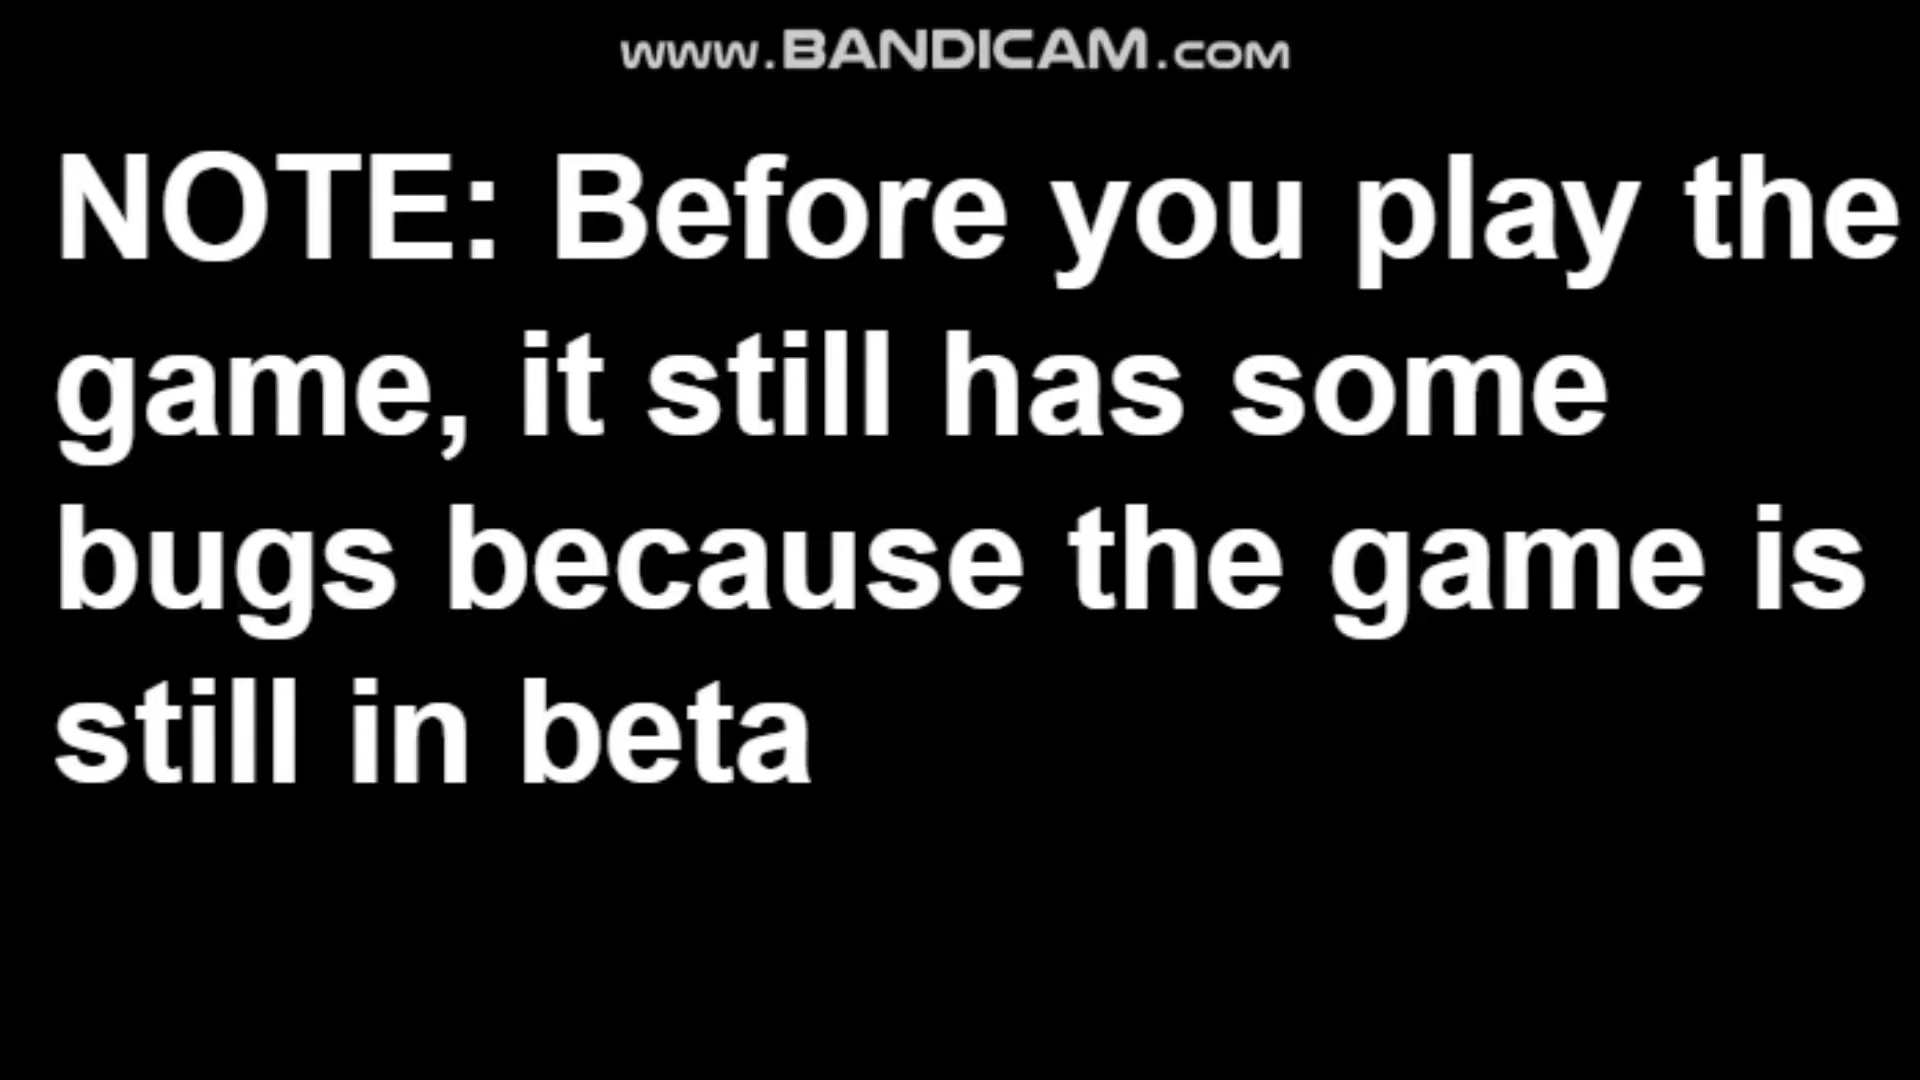 www.BANDICAM.com
NOTE: Before you play the
game, it still has some
bugs because the game is
still in beta